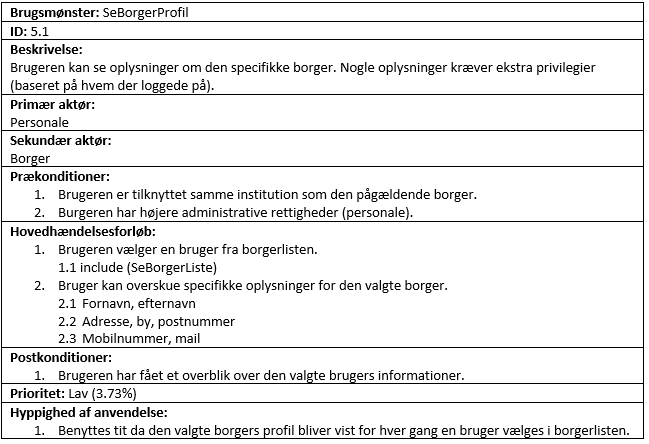 Brugsmønster: SeBorgerProfil
ID: 5.1
Beskrivelse:
Brugeren kan se oplysninger om den specifikke borger. Nogle oplysninger kræver ekstra privilegier
(baseret på hvem der loggede på).
Primær aktør:
Personale
Sekundær aktør:
Borger
Prækonditioner:
1. Brugeren er tilknyttet samme institution som den pågældende borger.
2. Burgeren har højere administrative rettigheder (personale).
Hovedhændelsesforløb:
1. Brugeren vælger en bruger fra borgerlisten.
1.1 include (SeBorgerListe)
2. Bruger kan overskue specifikke oplysninger for den valgte borger.
2.1 Fornavn, efternavn
2.2 Adresse, by, postnummer
2.3 Mobilnummer, mail
Postkonditioner:
1. Brugeren har fået et overblik over den valgte brugers informationer.
Prioritet: Lav (3.73%)
Hyppighed af anvendelse:
1. Benyttes tit da den valgte borgers profil bliver vist for hver gang en bruger vælges i borgerlisten.